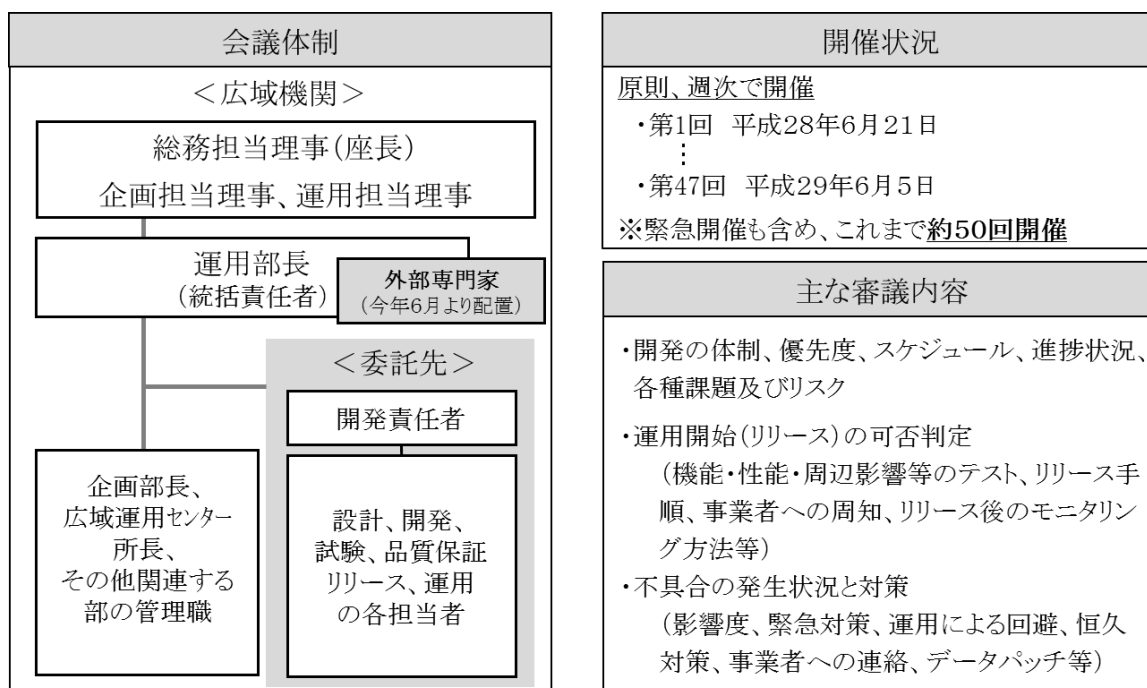 会議体制
＜広域機関＞
総務担当理事（座長）
企画担当理事、運用担当理事
運用部長
（統括責任者）
外部専門家
（今年6月より配置）
＜委託先＞
開発責任者
企画部長、
広域運用センター
所長、
その他関連する
部の管理職
設計、開発、
試験、品質保証
リリース、運用
の各担当者
開催状況
原則、週次で開催
・第1回　平成28年6月21日
⋮
・第47回　平成29年6月5日
※緊急開催も含め、これまで約50回開催
主な審議内容
・開発の体制、優先度、スケジュール、進捗状況、
各種課題及びリスク
・運用開始（リリース）の可否判定
（機能・性能・周辺影響等のテスト、リリース手
順、事業者への周知、リリース後のモニタリン
グ方法等）
・不具合の発生状況と対策
（影響度、緊急対策、運用による回避、恒久
対策、事業者への連絡、データパッチ等）